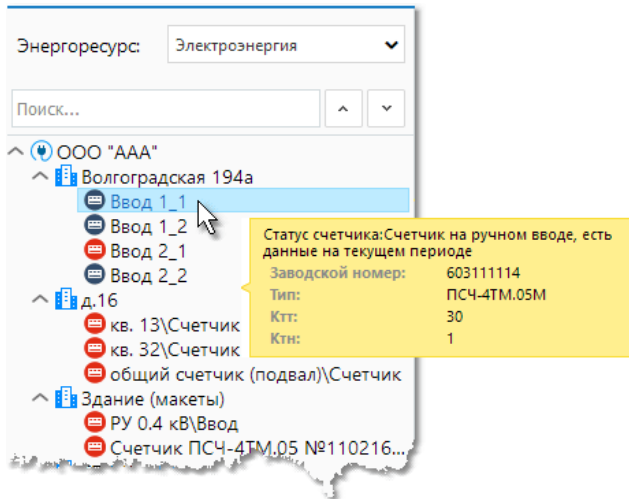 Энергоресурс: Электроэнергия
Поиск...
ООО "ААА"
Волгоградская 194а
Ввод 1_1
Ввод 1_2
Ввод 2_1
Ввод 2_2
д.16
кв. 13\Счетчик
кв. 32\Счетчик
общий счетчик (подвал)\Счетчик
Здание (макеты)
РУ 0.4 кВ\Ввод
Счетчик ПСЧ-4ТМ.05 №110216...
Статус счетчика:Счетчик на ручном вводе, есть
данные на текущем периоде
Заводской номер: 603111114
Тип: ПСЧ-4ТМ.05М
Ктт: 30
Ктн: 1